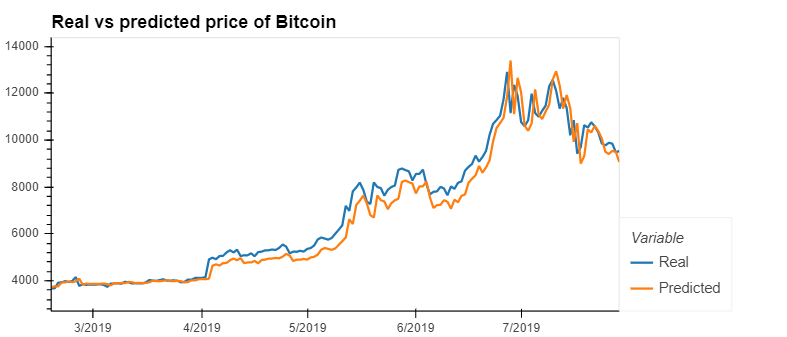 Real vs predicted price of Bitcoin
14000
12000
10000
8000
6000
4000
3/2019 4/2019 5/2019 6/2019 7/2019
Variable
Real
Predicted